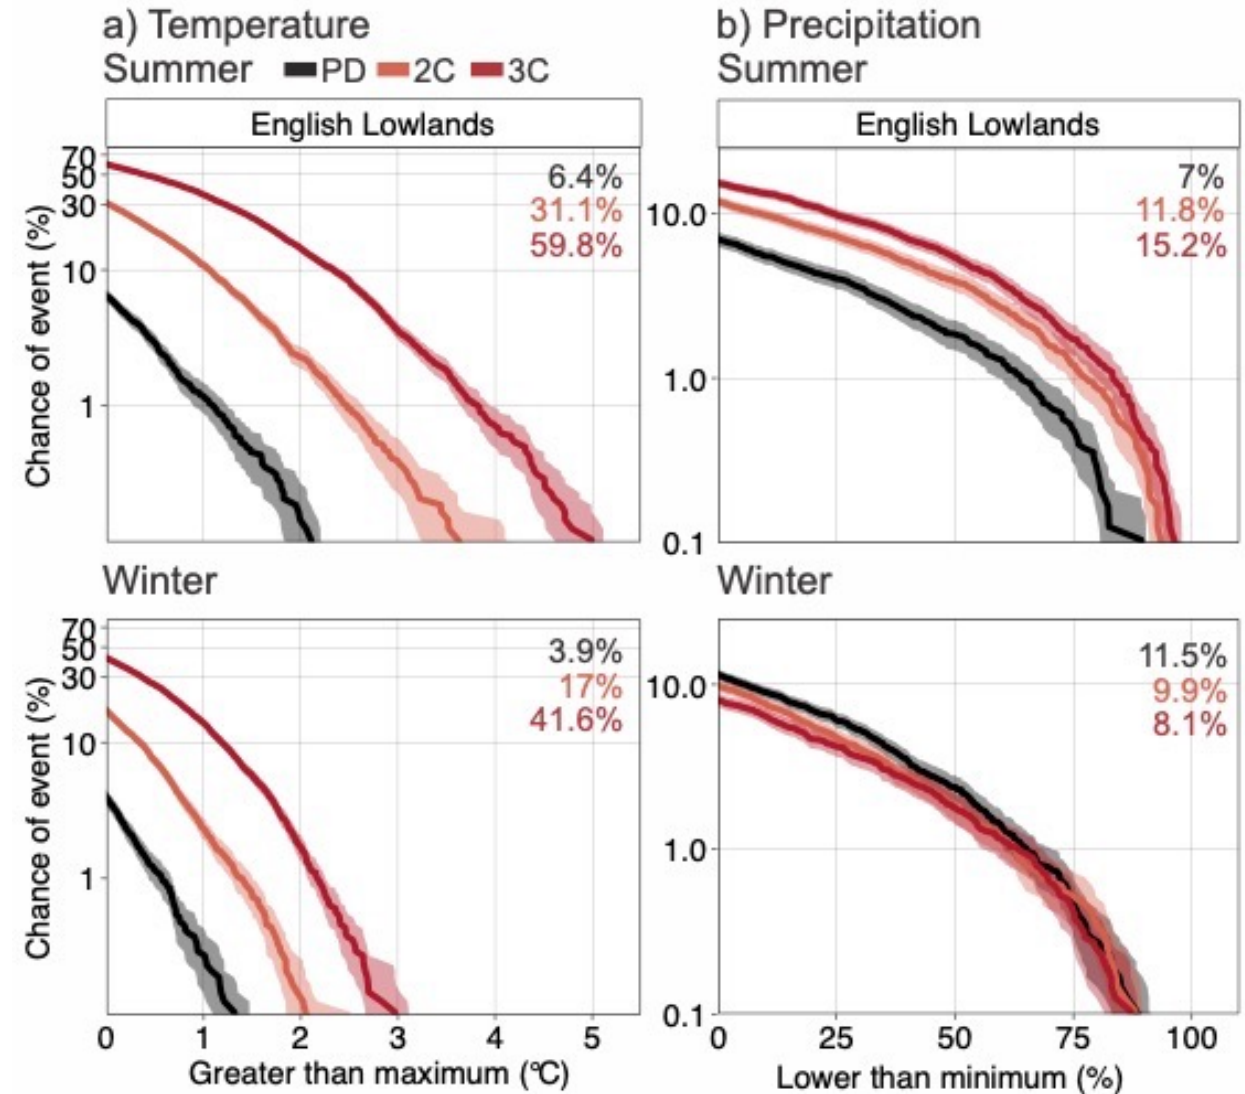 a) Temperature
Summer PD 2C 3C
English Lowlands
70
50
30
10
1
Chance of event (%)
6.4%
31.1%
59.8%
b) Precipitation
Summer
English Lowlands
10.0
1.0
0.1
7%
11.8%
15.2%
Winter
70
50
30
10
1
Chance of event (%)
3.9%
17%
41.6%
0 1 2 3 4 5
Greater than maximum (°C)
Winter
10.0
1.0
0.1
11.5%
9.9%
8.1%
0 25 50 75 100
Lower than minimum (%)